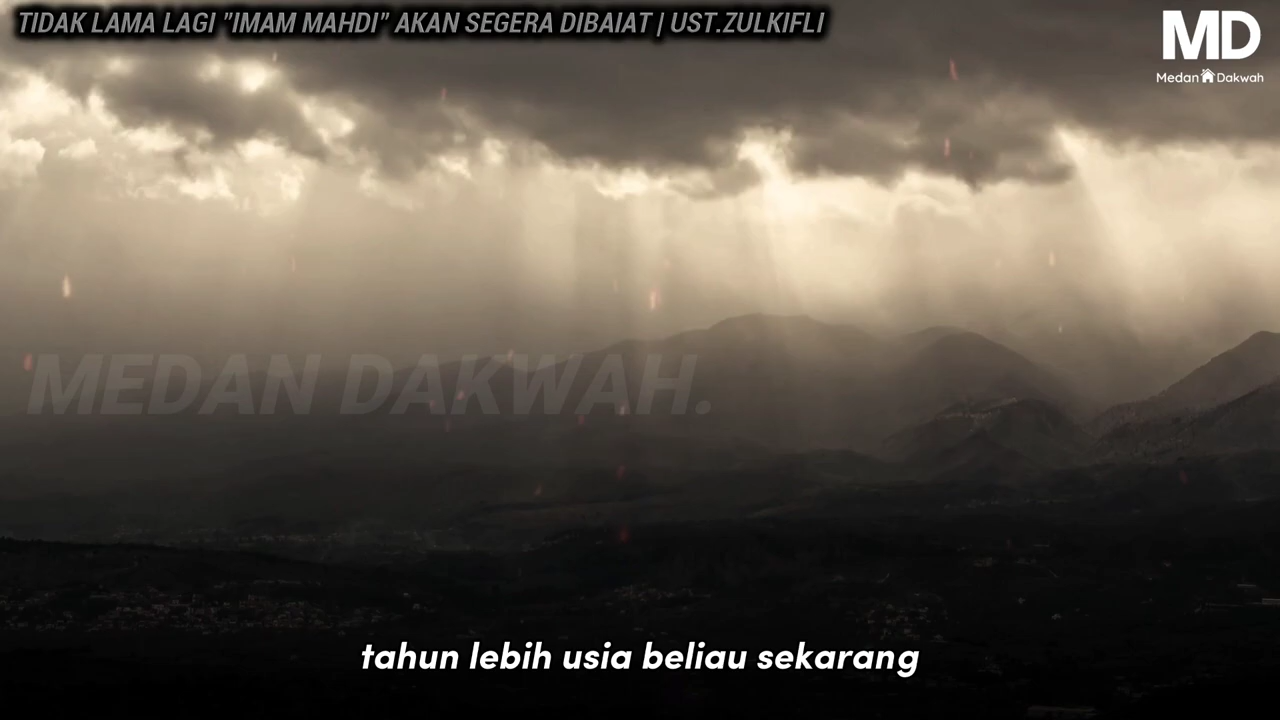 TIDAK LAMA LAGI "IMAM MAHDI" AKAN SEGERA DIBAIAT | UST.ZULKIFLI
MD
Medan Dakwah
MEDAN DAKWAH.
tahun lebih usia beliau sekarang